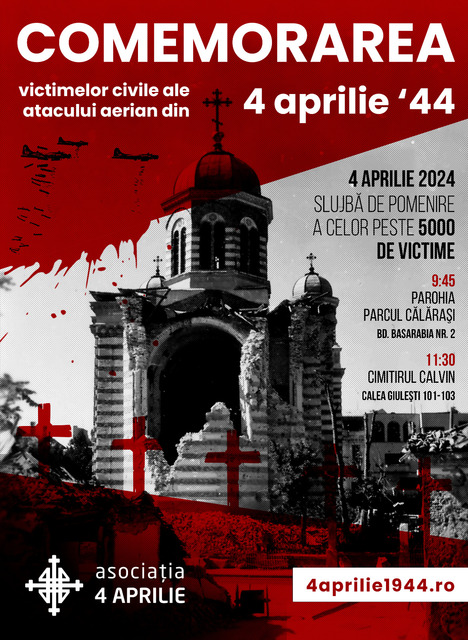 COMEMORAREA
victimelor civile ale
atacului aerian din
4 aprilie ‘44
4 APRILIE 2024
SLUJBĂ DE POMENIRE
A CELOR PESTE 5000
DE VICTIME
9:45
PAROHIA
PARCUL CĂLĂRAȘI
BD. BASARABIA NR. 2
11:30
CIMITIRUL CALVIN
CALEA GIULEȘTI 101-103
asociația
4 APRILIE
4aprilie1944.ro